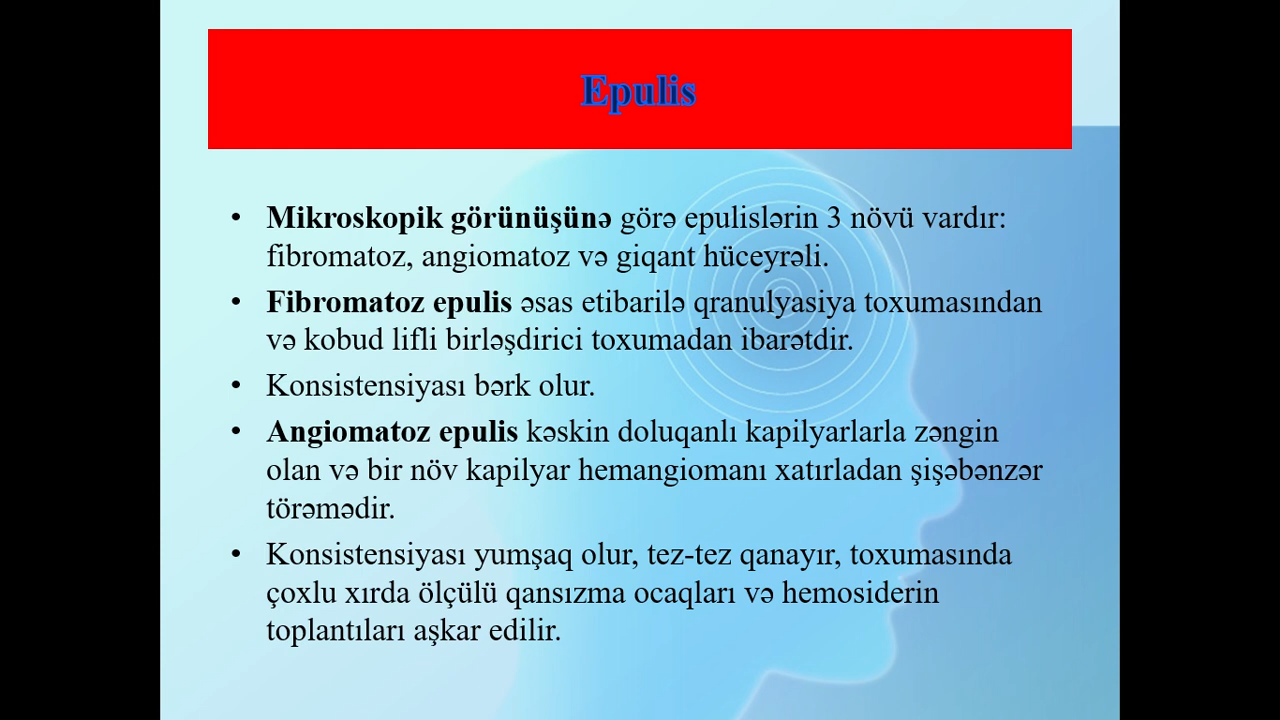 Epulis
• Mikroskopik görünüşünə görə epulislərin 3 növü vardır:
fibromatoz, angiomatoz və giqant hüceyrəli.
• Fibromatoz epulis əsas etibarilə qranulyasiya toxumasından
və kobud lifli birləşdirici toxumadan ibarətdir.
• Konsistensiyası bərk olur.
• Angiomatoz epulis kəskin doluqanlı kapilyarlarla zəngin
olan və bir növ kapilyar hemangiomanı xatırladan şişəbənzər
törəmədir.
• Konsistensiyası yumşaq olur, tez-tez qanayır, toxumasında
çoxlu xırda ölçülü qansızma ocaqları və hemosiderin
toplantıları aşkar edilir.